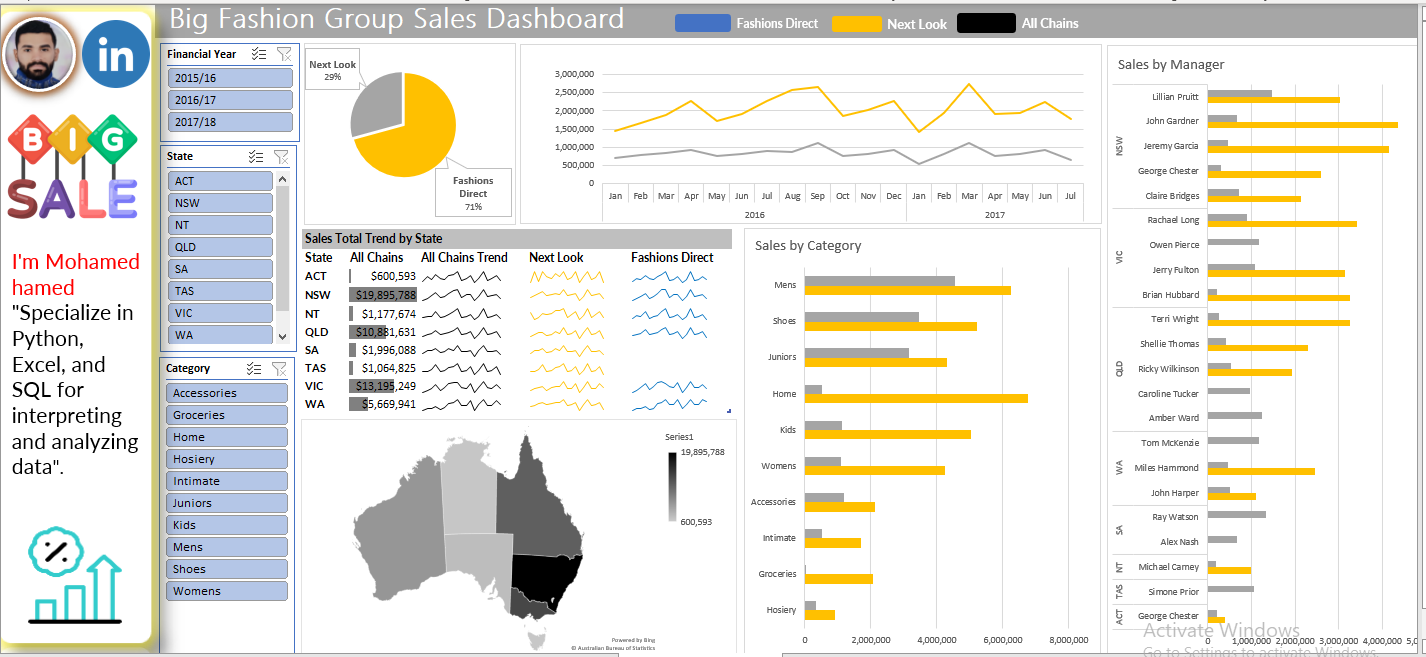 Big Fashion Group Sales Dashboard
Fashions Direct
Next Look
All Chains
in
BIG
SALE
I'm Mohamed
hamed
"Specialize in
Python,
Excel, and
SQL for
interpreting
and analyzing
data".
%
Financial Year
2015/16
2016/17
2017/18
State
ACT
NSW
NT
QLD
SA
TAS
VIC
WA
Category
Accessories
Groceries
Home
Hosiery
Intimate
Juniors
Kids
Mens
Shoes
Womens
Next Look
29%
Fashions
Direct
71%
3,000,000
2,500,000
2,000,000
1,500,000
1,000,000
500,000
0
Jan Feb Mar Apr May Jun Jul Aug Sep Oct Nov Dec Jan Feb Mar Apr May Jun Jul
2016 2017
Sales Total Trend by State
State All Chains All Chains Trend Next Look Fashions Direct
ACT $600,593
NSW $19,895,788
NT $1,177,674
QLD $10,881,631
SA $1,996,088
TAS $1,064,825
VIC $13,195,249
WA $5,669,941
Series1
19,895,788
600,593
Powered by Bing
© Australian Bureau of Statistics
Sales by Category
Mens
Shoes
Juniors
Home
Kids
Womens
Accessories
Intimate
Groceries
Hosiery
0 2,000,000 4,000,000 6,000,000 8,000,000
Sales by Manager
NSW
Lillian Pruitt
John Gardner
Jeremy Garcia
George Chester
Claire Bridges
VIC
Rachael Long
Owen Pierce
Jerry Fulton
Brian Hubbard
QLD
Terri Wright
Shellie Thomas
Ricky Wilkinson
Caroline Tucker
Amber Ward
WA
Tom McKenzie
Miles Hammond
John Harper
SA
Ray Watson
Alex Nash
NT
Michael Carney
TAS
Simone Prior
ACT
George Chester
0 1,000,000 2,000,000 3,000,000 4,000,000 5,0
Activate Windows
Go to Settings to activate Windows.